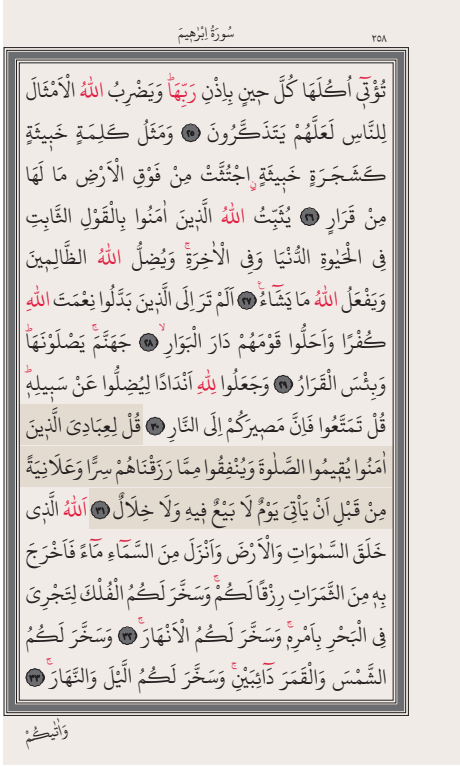 سُورَةُ اِبْرٰهٖيمَ
٢٥٨
تُؤْتٖٓي اُكُلَهَا كُلَّ حٖينٍ بِاِذْنِ رَبِّهَاۜ وَيَضْرِبُ اللّٰهُ الْاَمْثَالَ
لِلنَّاسِ لَعَلَّهُمْ يَتَذَكَّرُونَ ﴿٢٥﴾ وَمَثَلُ كَلِمَةٍ خَبٖيثَةٍ
كَشَجَرَةٍ خَبٖيثَةٍۨ اجْتُثَّتْ مِنْ فَوْقِ الْاَرْضِ مَا لَهَا
مِنْ قَرَارٍ ﴿٢٦﴾ يُثَبِّتُ اللّٰهُ الَّذٖينَ اٰمَنُوا بِالْقَوْلِ الثَّابِتِ
فِي الْحَيٰوةِ الدُّنْيَا وَفِي الْاٰخِرَةِۚ وَيُضِلُّ اللّٰهُ الظَّالِمٖينَ
وَيَفْعَلُ اللّٰهُ مَا يَشَٓاءُ۟ ﴿٢٧﴾ اَلَمْ تَرَ اِلَى الَّذٖينَ بَدَّلُوا نِعْمَتَ اللّٰهِ
كُفْرًا وَاَحَلُّوا قَوْمَهُمْ دَارَ الْبَوَارِۙ ﴿٢٨﴾ جَهَنَّمَۚ يَصْلَوْنَهَاۜ
وَبِئْسَ الْقَرَارُ ﴿٢٩﴾ وَجَعَلُوا لِلّٰهِ اَنْدَادًا لِيُضِلُّوا عَنْ سَبٖيلِهٖۜ
قُلْ تَمَتَّعُوا فَاِنَّ مَصٖيرَكُمْ اِلَى النَّارِ ﴿٣٠﴾ قُلْ لِعِبَادِيَ الَّذٖينَ
اٰمَنُوا يُقٖيمُوا الصَّلٰوةَ وَيُنْفِقُوا مِمَّا رَزَقْنَاهُمْ سِرًّا وَعَلَانِيَةً
مِنْ قَبْلِ اَنْ يَأْتِيَ يَوْمٌ لَا بَيْعٌ فٖيهِ وَلَا خِلَالٌ ﴿٣١﴾ اَللّٰهُ الَّذٖي
خَلَقَ السَّمٰوَاتِ وَالْاَرْضَ وَاَنْزَلَ مِنَ السَّمَٓاءِ مَٓاءً فَاَخْرَجَ
بِهٖ مِنَ الثَّمَرَاتِ رِزْقًا لَكُمْۚ وَسَخَّرَ لَكُمُ الْفُلْكَ لِتَجْرِيَ
فِي الْبَحْرِ بِاَمْرِهٖۚ وَسَخَّرَ لَكُمُ الْاَنْهَارَۚ ﴿٣٢﴾ وَسَخَّرَ لَكُمُ
الشَّمْسَ وَالْقَمَرَ دَٓائِبَيْنِۚ وَسَخَّرَ لَكُمُ الَّيْلَ وَالنَّهَارَۚ ﴿٣٣﴾
وَاٰتٰيكُمْ